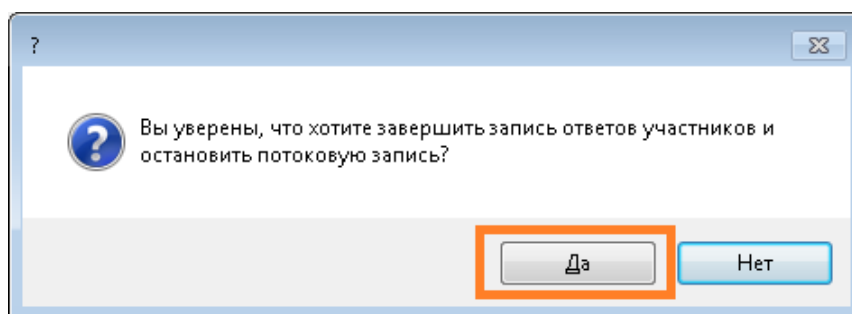 ?
Вы уверены, что хотите завершить запись ответов участников и
остановить потоковую запись?
Да
Нет